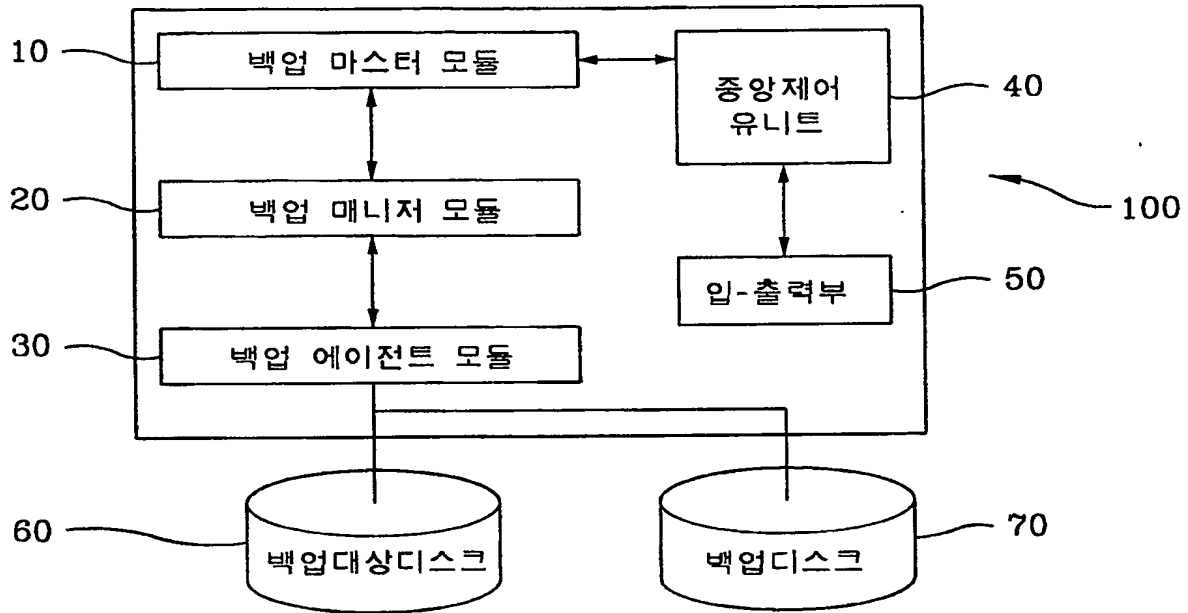 10
백업 마스터 모듈
중앙제어
유니트
40
20
백업 매니저 모듈
100
입-출력부
50
30
백업 에이전트 모듈
60
백업대상디스크
백업디스크
70